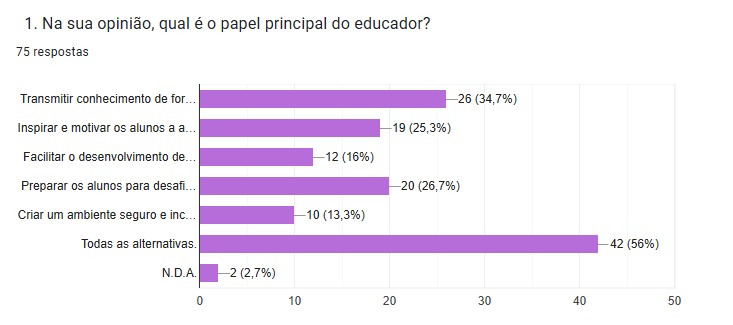 1. Na sua opinião, qual é o papel principal do educador?
75 respostas
Transmitir conhecimento de for... 26 (34,7%)
Inspirar e motivar os alunos a a... 19 (25,3%)
Facilitar o desenvolvimento de... 12 (16%)
Preparar os alunos para desafi... 20 (26,7%)
Criar um ambiente seguro e inc... 10 (13,3%)
Todas as alternativas. 42 (56%)
N.D.A. 2 (2,7%)
0 10 20 30 40 50